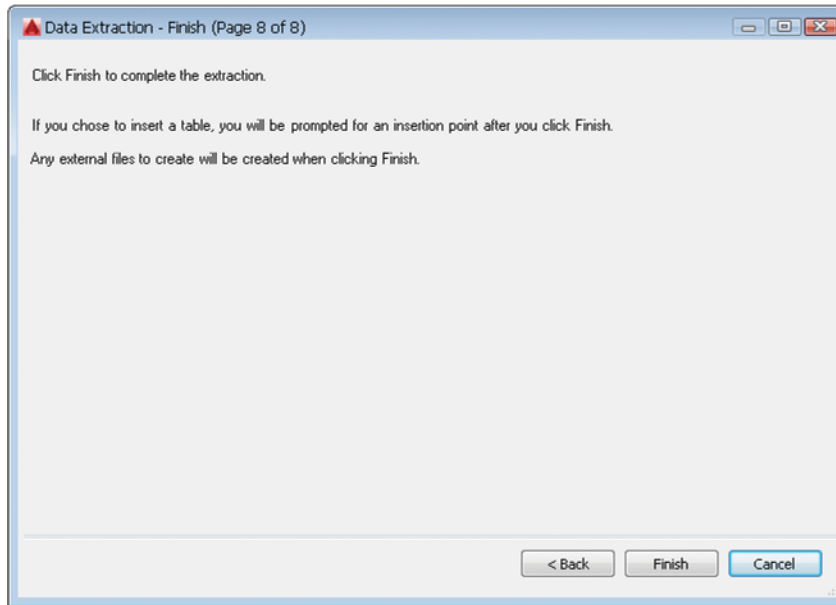 Data Extraction - Finish (Page 8 of 8)
Click Finish to complete the extraction.
If you chose to insert a table, you will be prompted for an insertion point after you click Finish.
Any external files to create will be created when clicking Finish.
< Back Finish Cancel